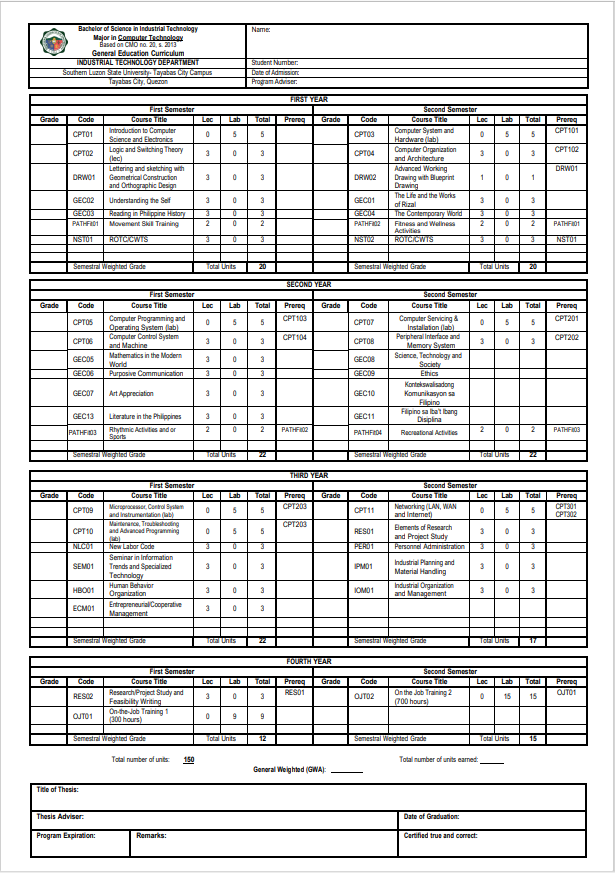 Bachelor of Science in Industrial Technology
Major in Computer Technology
Based on CMO no. 20, s. 2013
General Education Curriculum
INDUSTRIAL TECHNOLOGY DEPARTMENT
Southern Luzon State University- Tayabas City Campus
Tayabas City, Quezon
Name:
Student Number:
Date of Admission:
Program Adviser:
FIRST YEAR
First Semester Second Semester
Grade Code Course Title Lec Lab Total Prereq Grade Code Course Title Lec Lab Total Prereq
CPT01 Introduction to Computer Science and Electronics 0 5 5 CPT03 Computer System and Hardware (lab) 0 5 5 CPT101
CPT02 Logic and Switching Theory (lec) 3 0 3 CPT04 Computer Organization and Architecture 3 0 3 CPT102
DRW01 Lettering and sketching with Geometrical Construction and Orthographic Design 3 0 3 DRW02 Advanced Working Drawing with Blueprint Drawing 1 0 1 DRW01
GEC02 Understanding the Self 3 0 3 GEC01 The Life and the Works of Rizal 3 0 3
GEC03 Reading in Philippine History 3 0 3 GEC04 The Contemporary World 3 0 3
PATHFit01 Movement Skill Training 2 0 2 PATHFit02 Fitness and Wellness Activities 2 0 2 PATHFit01
NST01 ROTC/CWTS 3 0 3 NST02 ROTC/CWTS 3 0 3 NST01
Semestral Weighted Grade Total Units 20 Semestral Weighted Grade Total Units 20
SECOND YEAR
First Semester Second Semester
Grade Code Course Title Lec Lab Total Prereq Grade Code Course Title Lec Lab Total Prereq
CPT05 Computer Programming and Operating System (lab) 0 5 5 CPT103 CPT07 Computer Servicing & Installation (lab) 0 5 5 CPT201
CPT06 Computer Control System and Machine 3 0 3 CPT104 CPT08 Peripheral Interface and Memory System 3 0 3 CPT202
GEC05 Mathematics in the Modern World 3 0 3 GEC08 Science, Technology and Society
GEC06 Purposive Communication 3 0 3 GEC09 Ethics
GEC07 Art Appreciation 3 0 3 GEC10 Kontekswalisadong Komunikasyon sa Filipino
GEC13 Literature in the Philippines 3 0 3 GEC11 Filipino sa Iba't Ibang Disiplina
PATHFit03 Rhythmic Activities and or Sports 2 0 2 PATHFit02 PATHFit04 Recreational Activities 2 0 2 PATHFit03
Semestral Weighted Grade Total Units 22 Semestral Weighted Grade Total Units 22
THIRD YEAR
First Semester Second Semester
Grade Code Course Title Lec Lab Total Prereq Grade Code Course Title Lec Lab Total Prereq
CPT09 Microprocessor, Control System and Instrumentation (lab) 0 5 5 CPT203 CPT11 Networking (LAN, WAN and Internet) 0 5 5 CPT301 CPT302
CPT10 Maintenance, Troubleshooting and Advanced Programming (lab) 0 5 5 CPT203 RES01 Elements of Research and Project Study 3 0 3
NLC01 New Labor Code 3 0 3 PER01 Personnel Administration 3 0 3
SEM01 Seminar in Information Trends and Specialized Technology 3 0 3 IPM01 Industrial Planning and Material Handling 3 0 3
HBO01 Human Behavior Organization 3 0 3 IOM01 Industrial Organization and Management 3 0 3
ECM01 Entrepreneurial/Cooperative Management 3 0 3
Semestral Weighted Grade Total Units 22 Semestral Weighted Grade Total Units 17
FOURTH YEAR
First Semester Second Semester
Grade Code Course Title Lec Lab Total Prereq Grade Code Course Title Lec Lab Total Prereq
RES02 Research/Project Study and Feasibility Writing 3 0 3 RES01 OJT02 On the Job Training 2 (700 hours) 0 15 15 OJT01
OJT01 On-the-Job Training 1 (300 hours) 0 9 9
Semestral Weighted Grade Total Units 12 Semestral Weighted Grade Total Units 15
Total number of units: 150 Total number of units earned: ______
General Weighted (GWA): ________
Title of Thesis:
Thesis Adviser: Date of Graduation:
Program Expiration: Remarks: Certified true and correct: